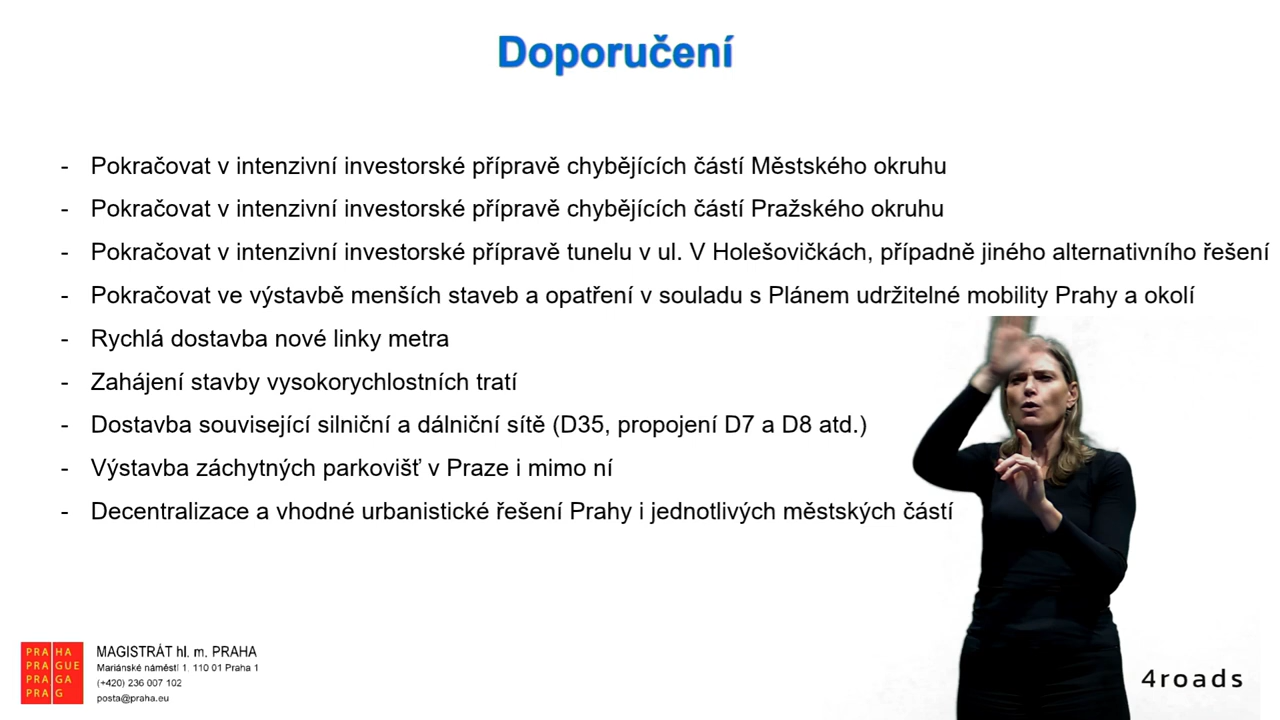 Doporučení
- Pokračovat v intenzivní investorské přípravě chybějících částí Městského okruhu
- Pokračovat v intenzivní investorské přípravě chybějících částí Pražského okruhu
- Pokračovat v intenzivní investorské přípravě tunelu v ul. V Holešovičkách, případně jiného alternativního řešení
- Pokračovat ve výstavbě menších staveb a opatření v souladu s Plánem udržitelné mobility Prahy a okolí
- Rychlá dostavba nové linky metra
- Zahájení stavby vysokorychlostních tratí
- Dostavba související silniční a dálniční sítě (D35, propojení D7 a D8 atd.)
- Výstavba záchytných parkovišť v Praze i mimo ní
- Decentralizace a vhodné urbanistické řešení Prahy i jednotlivých městských částí
PRA HA
PRA GUE
PRA GA
PRA G
MAGISTRÁT hl. m. PRAHA
Mariánské náměstí 1, 110 01 Praha 1
(+420) 236 007 102
posta@praha.eu
4roads